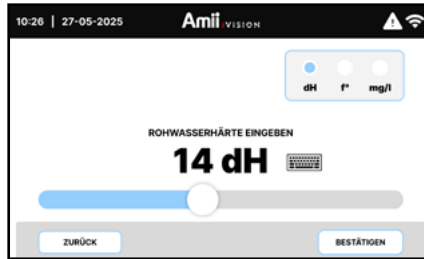 10:26 | 27-05-2025 Amii.VISION
dH f° mg/l
ROHWASSERHÄRTE EINGEBEN
14 dH
ZURÜCK BESTÄTIGEN